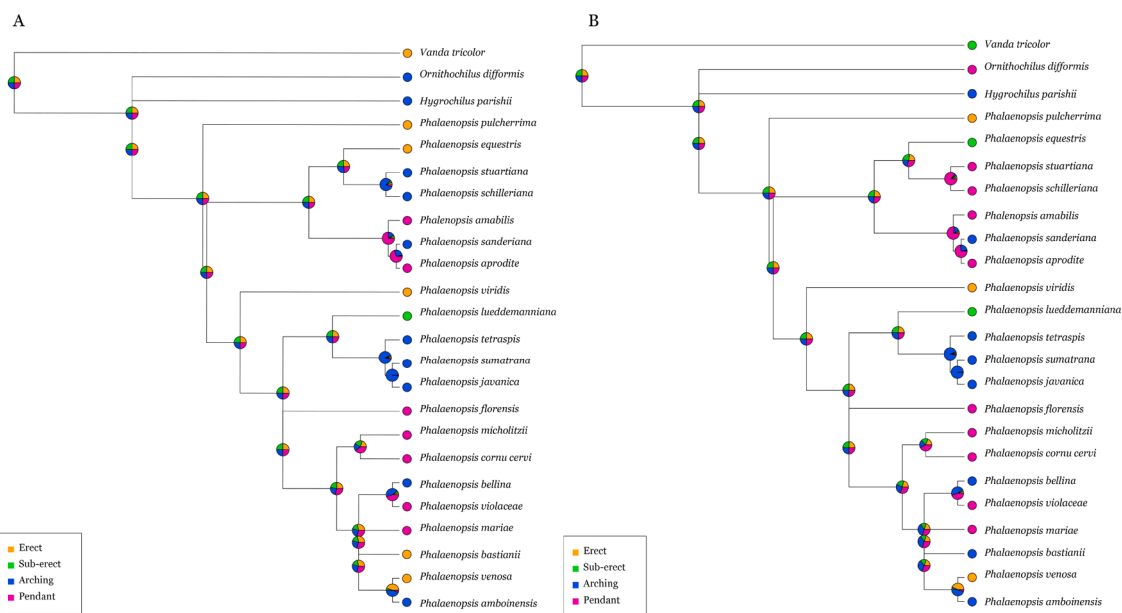 A
Vanda tricolor
Ornithochilus difformis
Hygrochilus parishii
Phalaenopsis pulcherrima
Phalaenopsis equestris
Phalaenopsis stuartiana
Phalaenopsis schilleriana
Phalenopsis amabilis
Phalaenopsis sanderiana
Phalaenopsis aprodite
Phalaenopsis viridis
Phalaenopsis lueddemanniana
Phalaenopsis tetraspis
Phalaenopsis sumatrana
Phalaenopsis javanica
Phalaenopsis florensis
Phalaenopsis micholitzii
Phalaenopsis cornu cervi
Phalaenopsis bellina
Phalaenopsis violaceae
Phalaenopsis mariae
Phalaenopsis bastianii
Phalaenopsis venosa
Phalaenopsis amboinensis
Erect
Sub-erect
Arching
Pendant
B
Vanda tricolor
Ornithochilus difformis
Hygrochilus parishii
Phalaenopsis pulcherrima
Phalaenopsis equestris
Phalaenopsis stuartiana
Phalaenopsis schilleriana
Phalenopsis amabilis
Phalaenopsis sanderiana
Phalaenopsis aprodite
Phalaenopsis viridis
Phalaenopsis lueddemanniana
Phalaenopsis tetraspis
Phalaenopsis sumatrana
Phalaenopsis javanica
Phalaenopsis florensis
Phalaenopsis micholitzii
Phalaenopsis cornu cervi
Phalaenopsis bellina
Phalaenopsis violaceae
Phalaenopsis mariae
Phalaenopsis bastianii
Phalaenopsis venosa
Phalaenopsis amboinensis
Erect
Sub-erect
Arching
Pendant